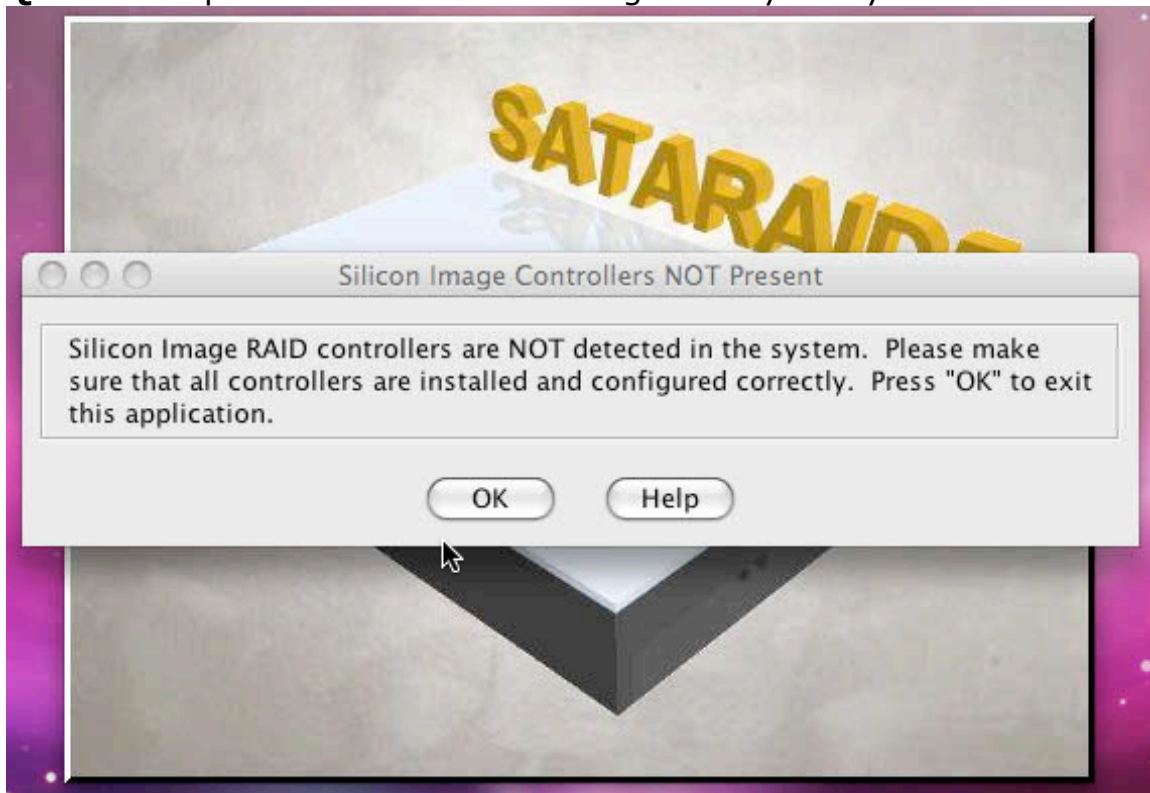 SATARAID5
Silicon Image Controllers NOT Present
Silicon Image RAID controllers are NOT detected in the system.  Please make
sure that all controllers are installed and configured correctly.  Press "OK" to exit
this application.
OK Help